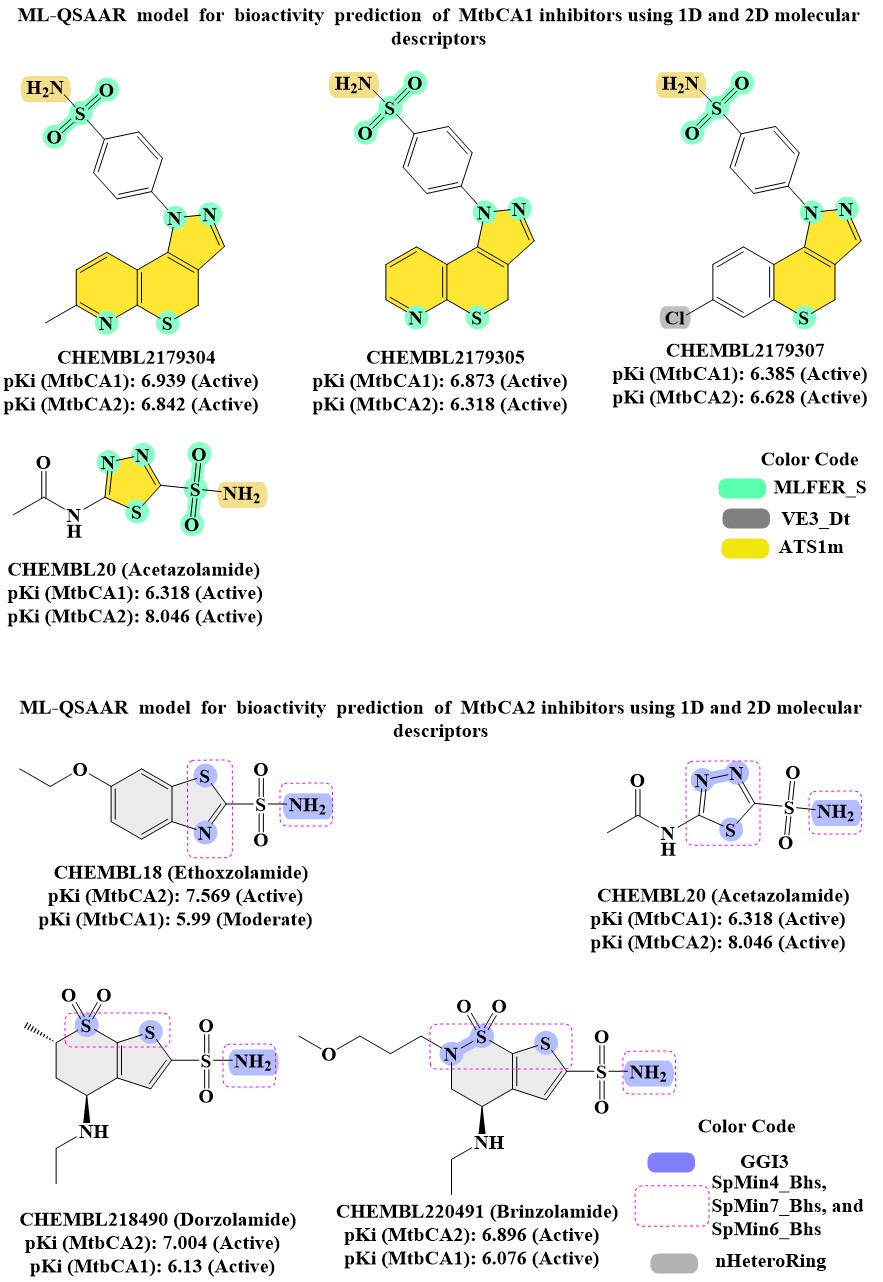 ML-QSAAR model for bioactivity prediction of MtbCA1 inhibitors using 1D and 2D molecular
descriptors
H₂N
O
S
O
N
N
N
S
CHEMBL2179304
pKi (MtbCA1): 6.939 (Active)
pKi (MtbCA2): 6.842 (Active)
H₂N
O
S
O
N
N
N
S
CHEMBL2179305
pKi (MtbCA1): 6.873 (Active)
pKi (MtbCA2): 6.318 (Active)
H₂N
O
S
O
N
N
Cl
S
CHEMBL2179307
pKi (MtbCA1): 6.385 (Active)
pKi (MtbCA2): 6.628 (Active)
O
N
H
N
N
S
O
S
O
NH₂
CHEMBL20 (Acetazolamide)
pKi (MtbCA1): 6.318 (Active)
pKi (MtbCA2): 8.046 (Active)
Color Code
MLFER_S
VE3_Dt
ATS1m
ML-QSAAR model for bioactivity prediction of MtbCA2 inhibitors using 1D and 2D molecular
descriptors
O
S
N
O
S
O
NH₂
CHEMBL18 (Ethoxzolamide)
pKi (MtbCA2): 7.569 (Active)
pKi (MtbCA1): 5.99 (Moderate)
O
N
H
N
N
S
O
S
O
NH₂
CHEMBL20 (Acetazolamide)
pKi (MtbCA1): 6.318 (Active)
pKi (MtbCA2): 8.046 (Active)
O
O
S
S
O
S
O
NH₂
NH
CHEMBL218490 (Dorzolamide)
pKi (MtbCA2): 7.004 (Active)
pKi (MtbCA1): 6.13 (Active)
O
O
O
S
N
S
O
S
O
NH₂
NH
CHEMBL220491 (Brinzolamide)
pKi (MtbCA2): 6.896 (Active)
pKi (MtbCA1): 6.076 (Active)
Color Code
GGI3
SpMin4_Bhs,
SpMin7_Bhs, and
SpMin6_Bhs
nHeteroRing